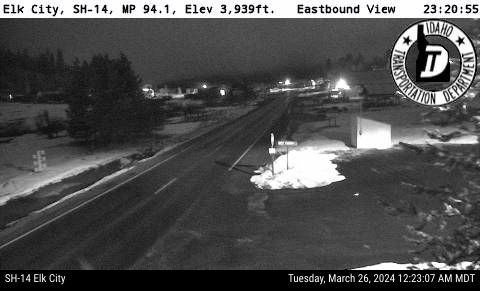 Elk City, SH-14, MP 94.1, Elev 3,939ft. Eastbound View 23:20:55
IDAHO
TRANSPORTATION DEPARTMENT
SH-14 Elk City Tuesday, March 26, 2024 12:23:07 AM MDT